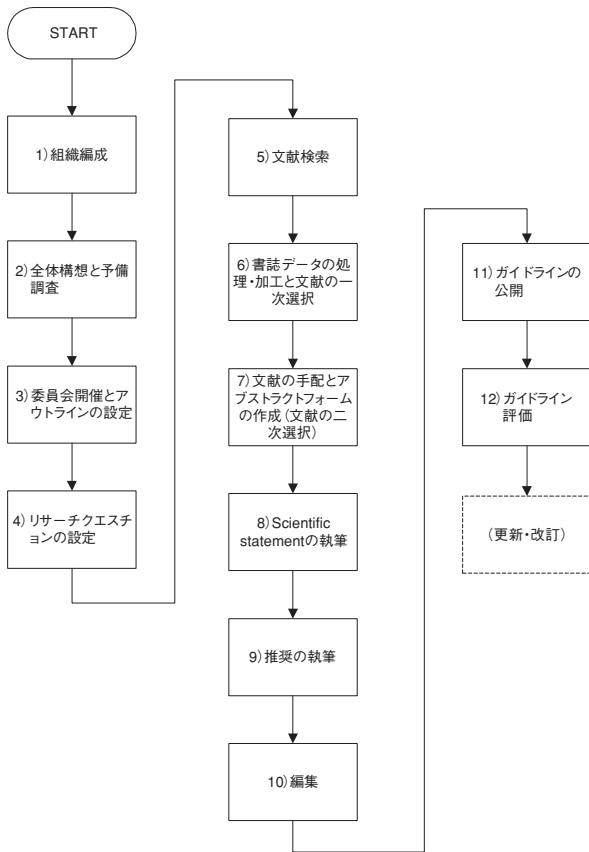 START
1)組織編成
2)全体構想と予備
調査
3)委員会開催とア
ウトラインの設定
4)リサーチクエスチ
ョンの設定
5)文献検索
6)書誌データの処
理・加工と文献の一
次選択
7)文献の手配とア
ブストラクトフォーム
の作成(文献の二
次選択)
8)Scientific
statementの執筆
9)推奨の執筆
10)編集
11)ガイドラインの
公開
12)ガイドライン
評価
(更新・改訂)